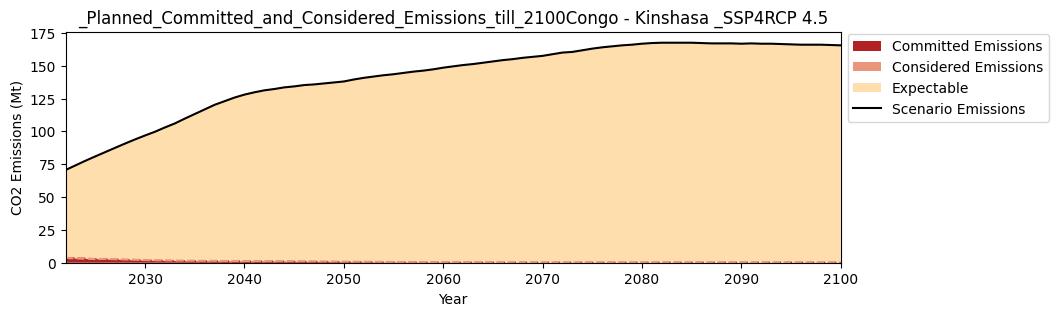 _Planned_Committed_and_Considered_Emissions_till_2100Congo - Kinshasa _SSP4RCP 4.5
175
150
125
100
75
50
25
0
CO2 Emissions (Mt)
2030 2040 2050 2060 2070 2080 2090 2100
Year
Committed Emissions
Considered Emissions
Expectable
Scenario Emissions